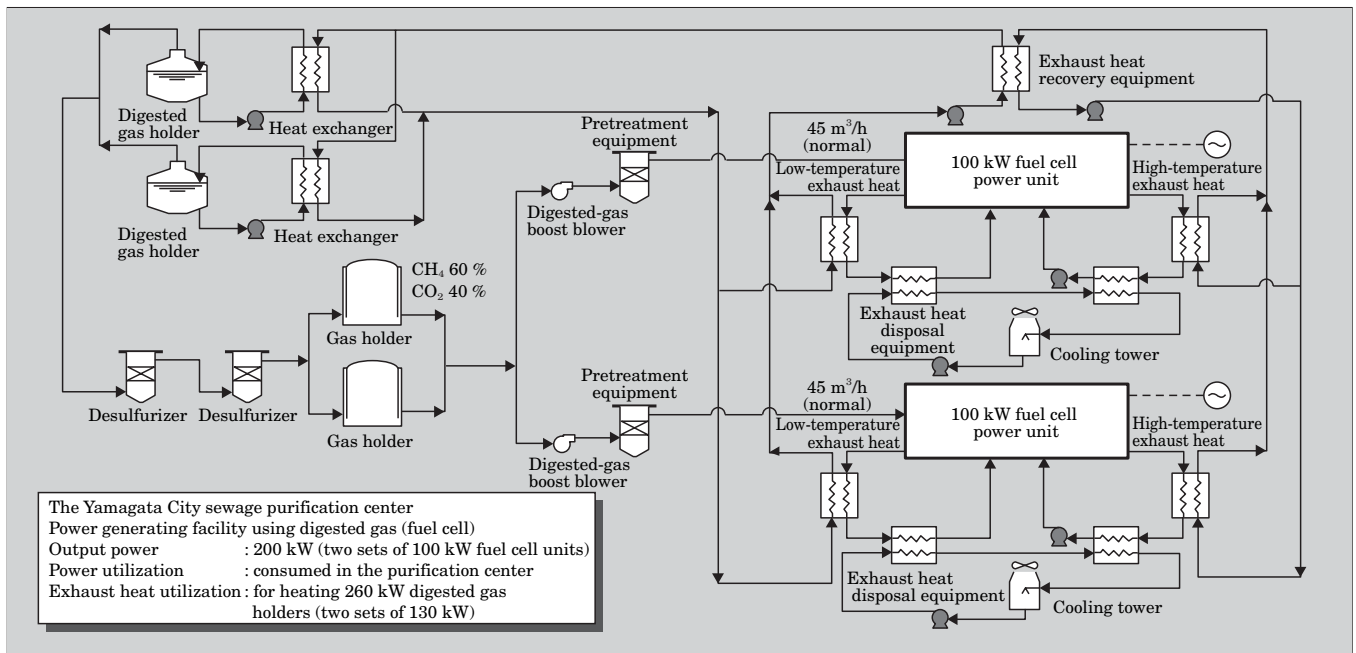 Digested
gas holder
Heat exchanger
Digested
gas holder
Heat exchanger
Exhaust heat
recovery equipment
Pretreatment
equipment
Digested-gas
boost blower
45 m³/h
(normal)
Low-temperature
exhaust heat
100 kW fuel cell
power unit
High-temperature
exhaust heat
CH₄ 60 %
CO₂ 40 %
Gas holder
Gas holder
Desulfurizer
Desulfurizer
Exhaust heat
disposal
equipment
Cooling tower
Pretreatment
equipment
Digested-gas
boost blower
45 m³/h
(normal)
Low-temperature
exhaust heat
100 kW fuel cell
power unit
High-temperature
exhaust heat
Exhaust heat
disposal equipment
Cooling tower
The Yamagata City sewage purification center
Power generating facility using digested gas (fuel cell)
Output power : 200 kW (two sets of 100 kW fuel cell units)
Power utilization : consumed in the purification center
Exhaust heat utilization : for heating 260 kW digested gas
holders (two sets of 130 kW)